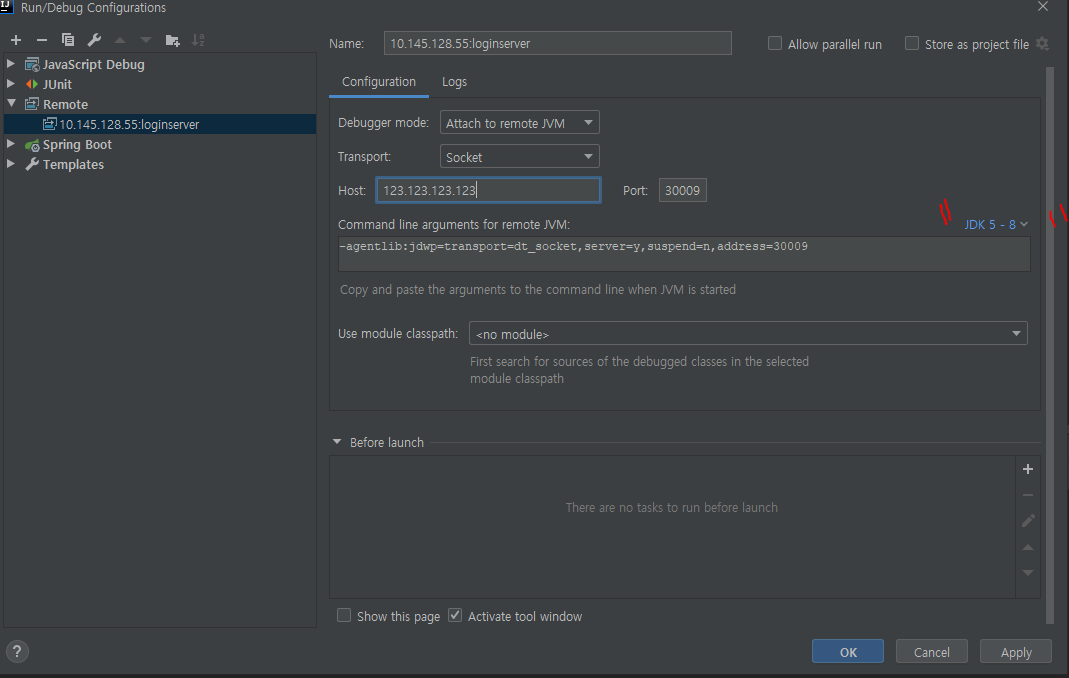 Run/Debug Configurations
Name: 10.145.128.55:loginserver
Allow parallel run
Store as project file
JavaScript Debug
JUnit
Remote
10.145.128.55:loginserver
Spring Boot
Templates
Configuration
Logs
Debugger mode: Attach to remote JVM
Transport: Socket
Host: 123.123.123.123 Port: 30009
Command line arguments for remote JVM: JDK 5 - 8
-agentlib:jdwp=transport=dt_socket,server=y,suspend=n,address=30009
Copy and paste the arguments to the command line when JVM is started
Use module classpath: <no module>
First search for sources of the debugged classes in the selected
module classpath
Before launch
There are no tasks to run before launch
Show this page Activate tool window
? OK Cancel Apply